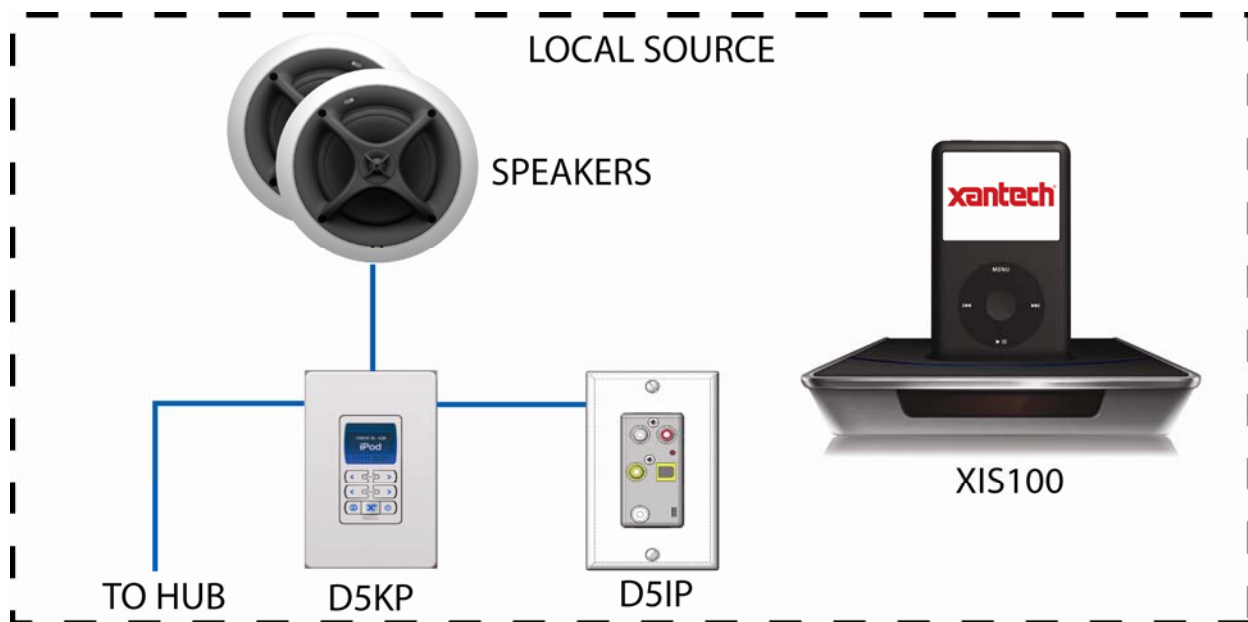 LOCAL SOURCE
SPEAKERS
xantech
MENU
iPod
XIS100
TO HUB
D5KP
D5IP